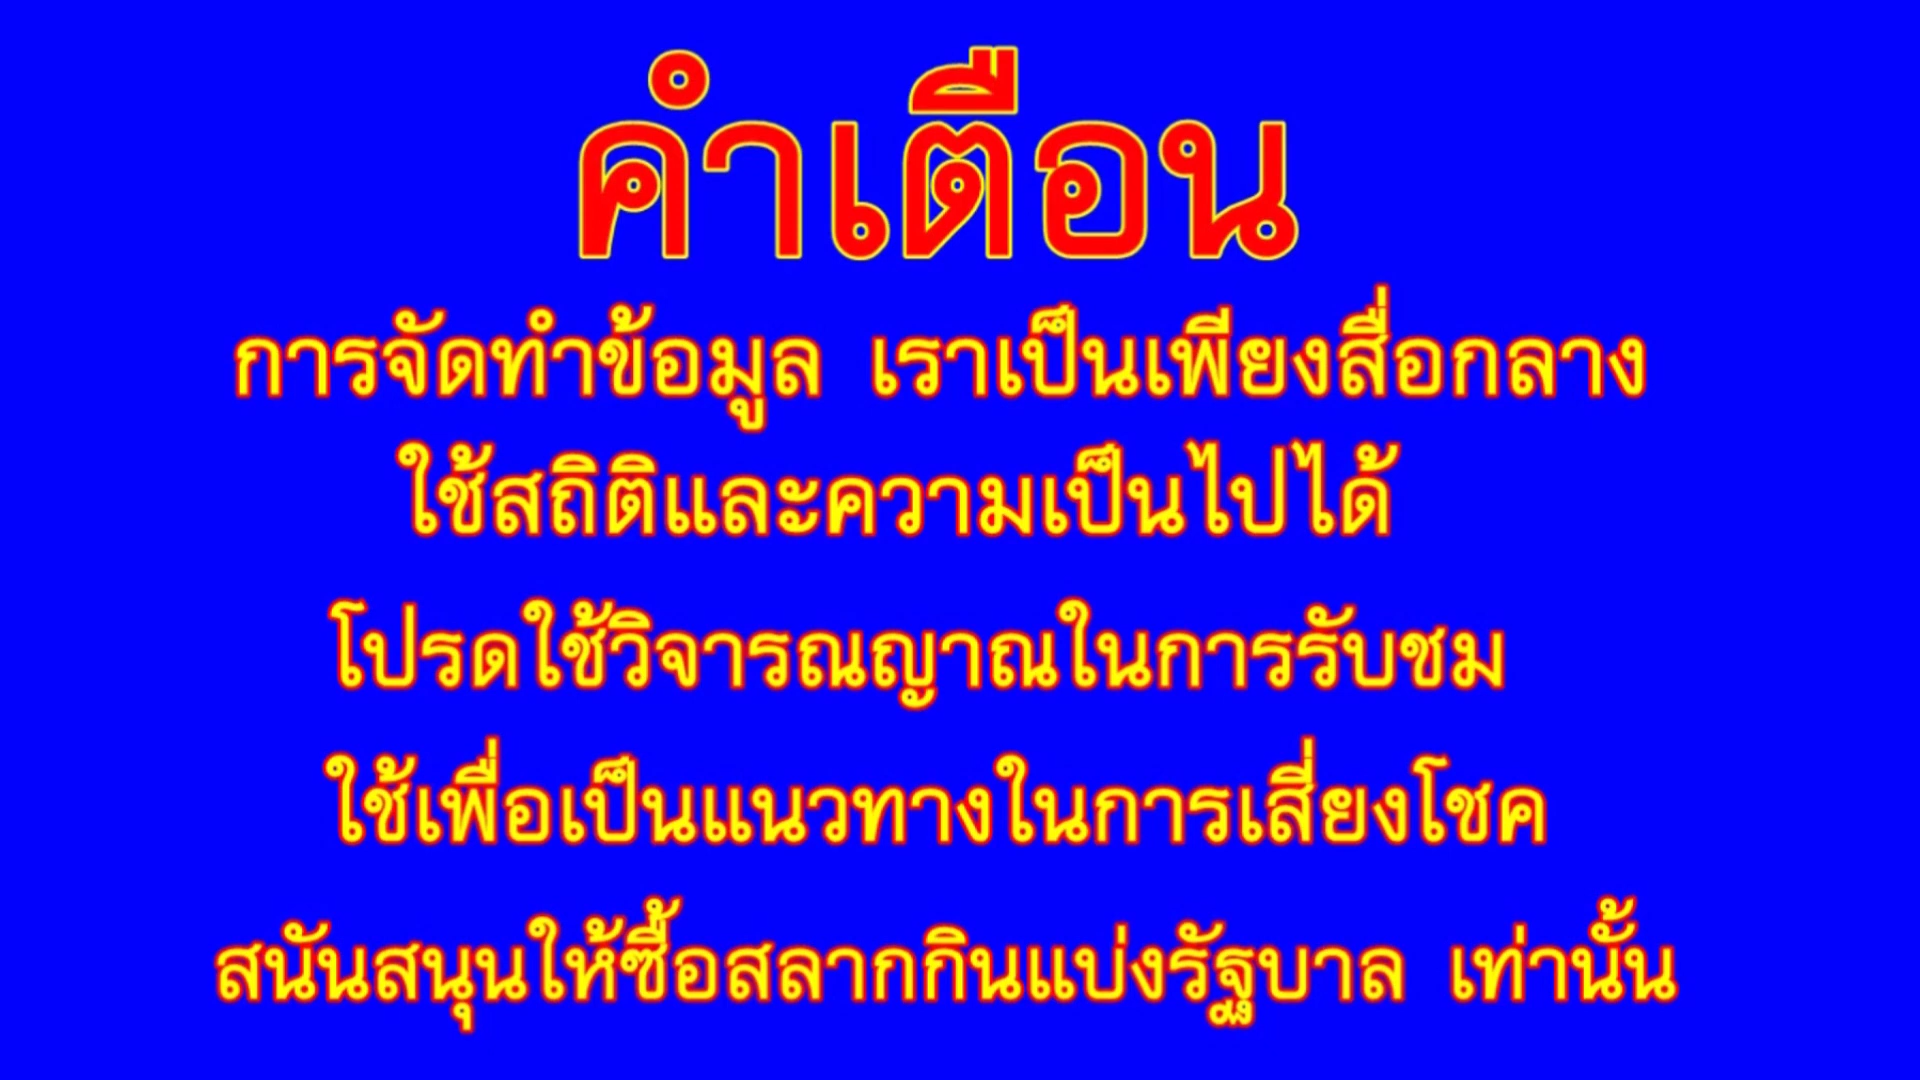 คำเตือน
การจัดทำข้อมูล เราเป็นเพียงสื่อกลาง
ใช้สถิติและความเป็นไปได้
โปรดใช้วิจารณญาณในการรับชม
ใช้เพื่อเป็นแนวทางในการเสี่ยงโชค
สนันสนุนให้ซื้อสลากกินแบ่งรัฐบาล เท่านั้น